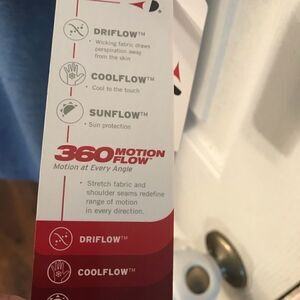 DRIFLOW™
• Wicking fabric draws
perspiration away
from the skin
COOLFLOW™
• Cool to the touch
SUNFLOW™
• Sun protection
360 MOTION
FLOW™
Motion at Every Angle
• Stretch fabric and
shoulder seams redefine
range of motion
in every direction.
DRIFLOW™
COOLFLOW™